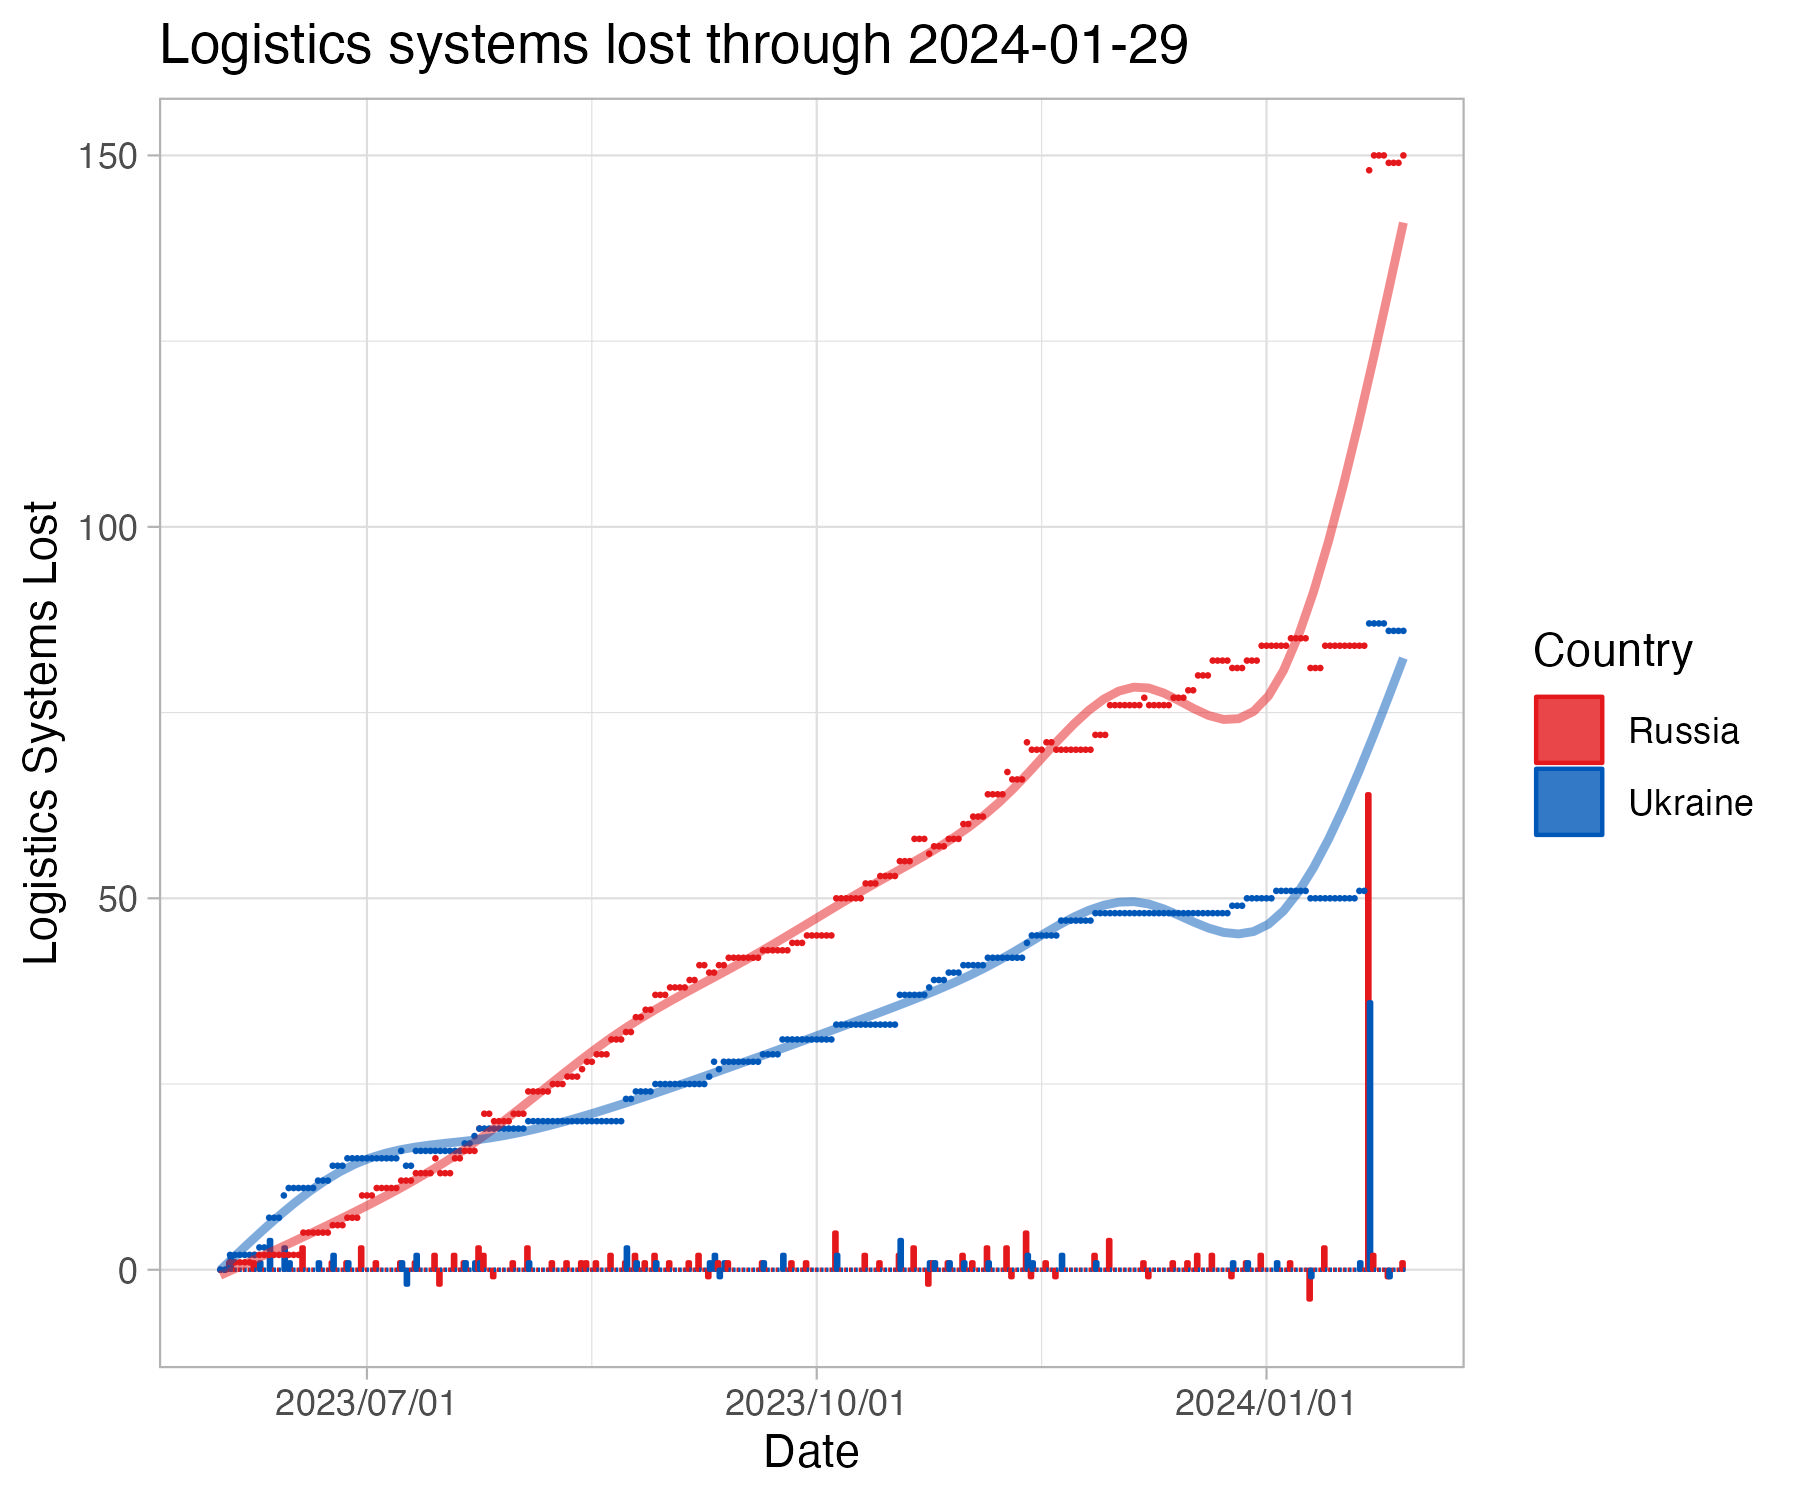 Logistics systems lost through 2024-01-29
Logistics Systems Lost
150
100
50
0
2023/07/01
2023/10/01
2024/01/01
Date
Country
Russia
Ukraine